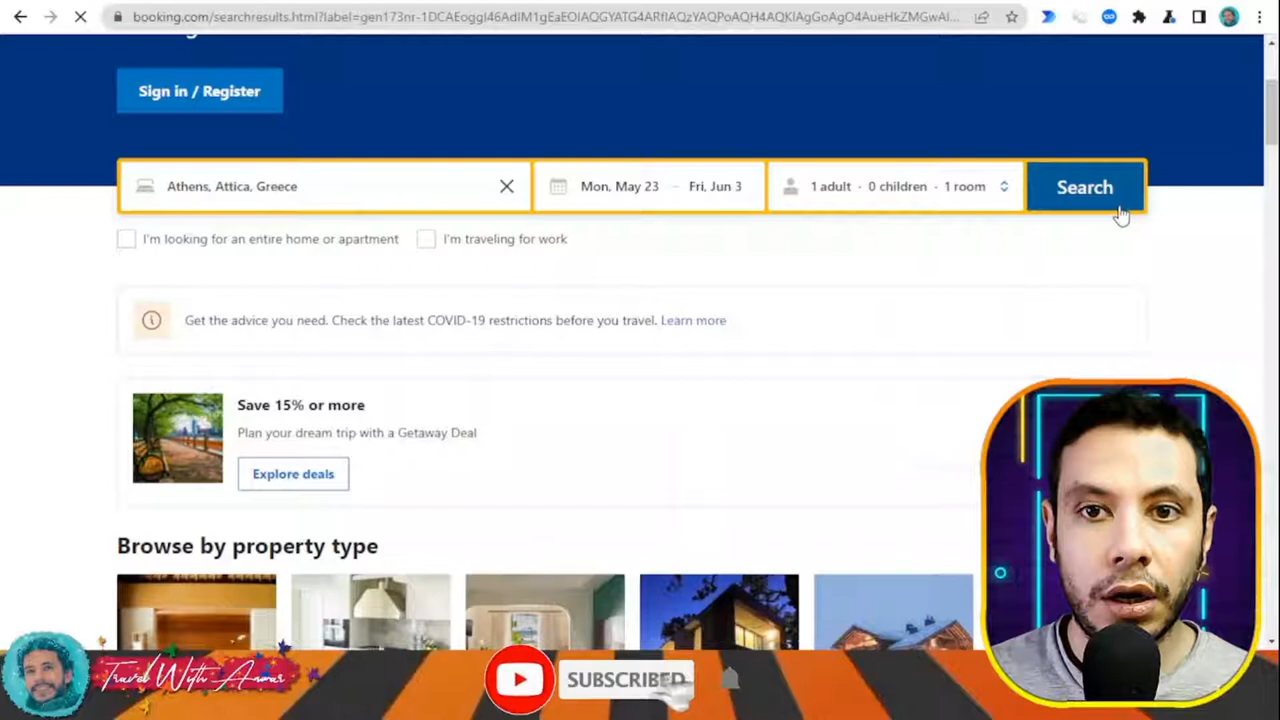 booking.com/searchresults.html?label=gen173nr-
Sign in / Register
Athens, Attica, Greece
Mon, May 23 – Fri, Jun 3
1 adult · 0 children · 1 room
Search
I'm looking for an entire home or apartment
I'm traveling for work
Get the advice you need. Check the latest COVID-19 restrictions before you travel. Learn more
Save 15% or more
Plan your dream trip with a Getaway Deal
Explore deals
Browse by property type
Travel With Anour
SUBSCRIBED